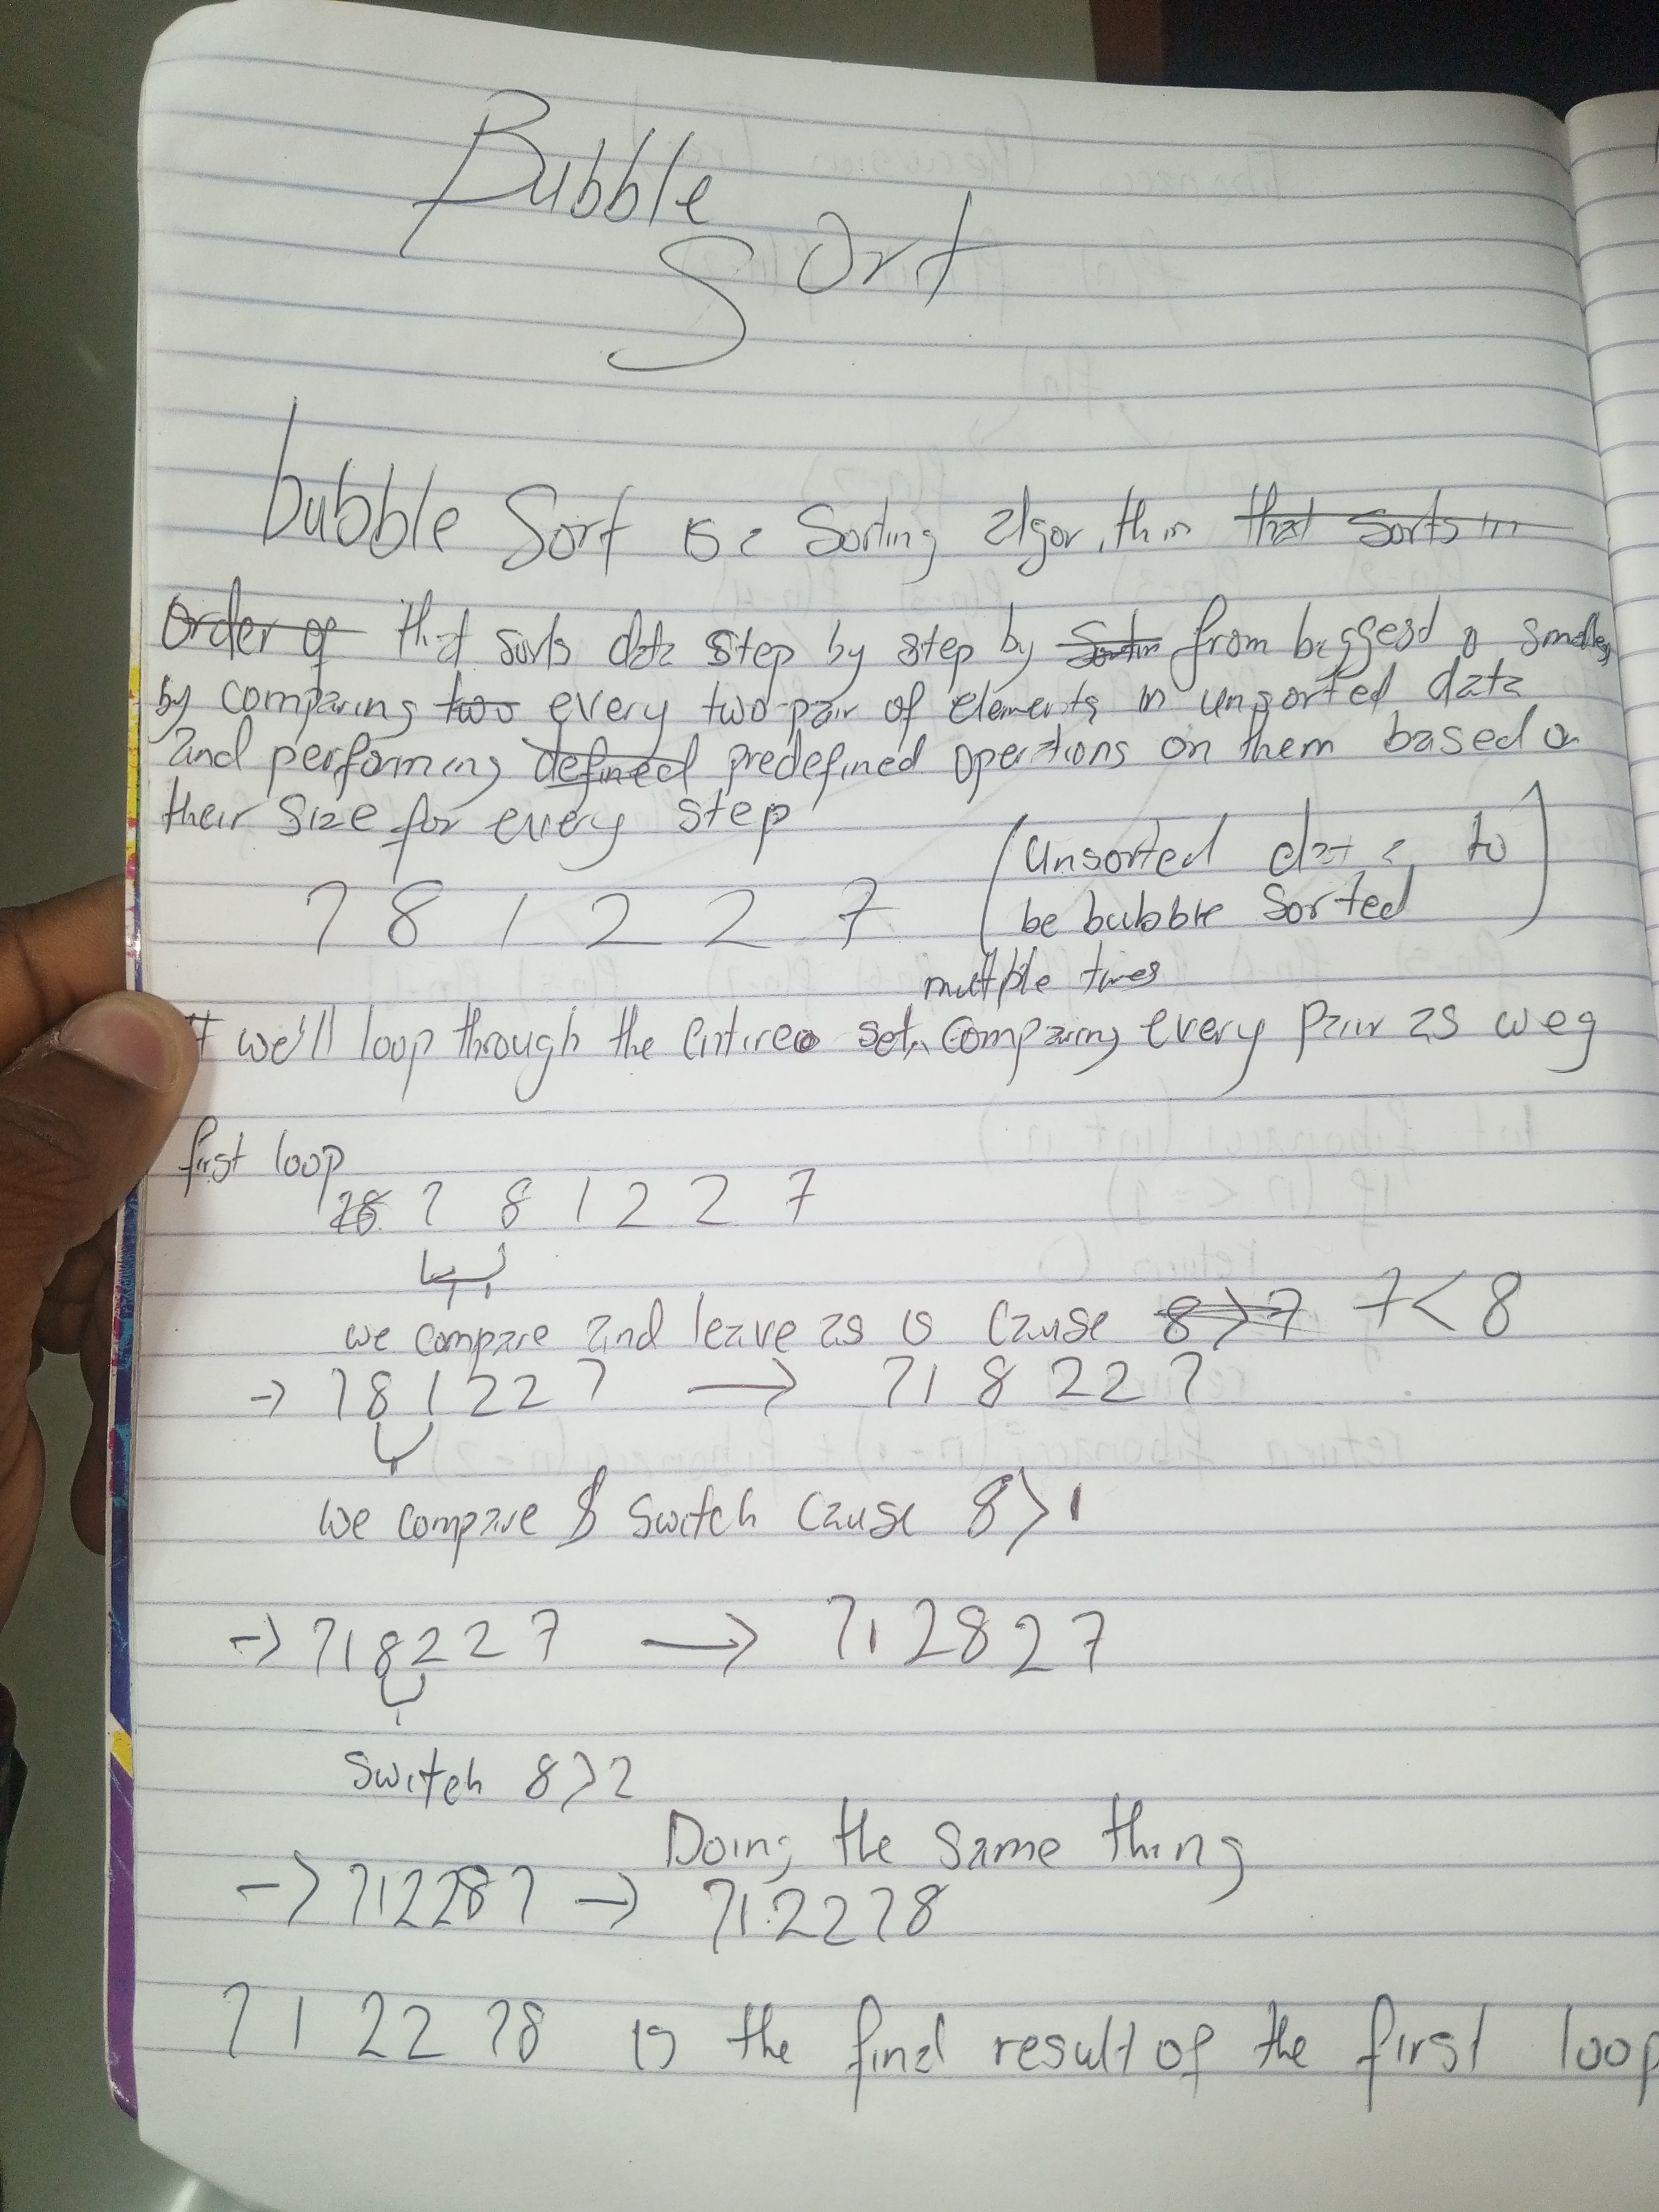 Bubble
Sort
bubble Sort is a Sorting algorithm that sorts in
order of that sorts data step by step by from biggest o smallest
by comparing two every two pair of elements in unsorted data
and performing defined predefined operations on them based on
their size for every step
7 8 1 2 2 7
(unsorted data to
be bubble sorted)
multiple times
we'll loop through the entire set, comparing every pair as we g
first loop
78 7 8 1 2 2 7
we compare and leave as is cause 8>7 7<8
-> 7 8 1 2 2 7 -> 7 1 8 2 2 7
we compare & switch cause 8>1
-> 7 1 8 2 2 7 -> 7 1 2 8 2 7
switch 8>2
Doing the same thing
-> 7 1 2 2 8 7 -> 7 1 2 2 7 8
7 1 2 2 7 8 is the final result of the first loop